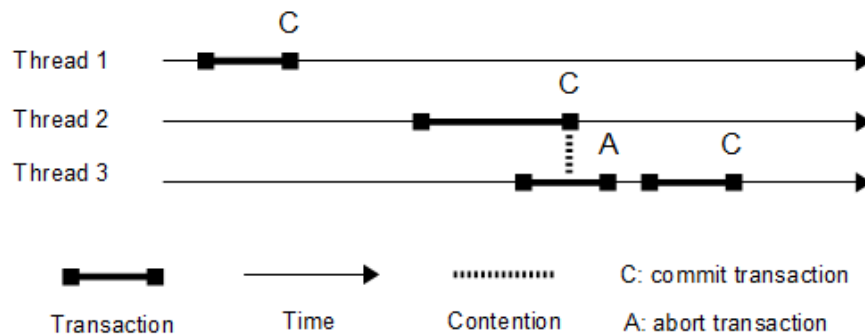 C
Thread 1
C
Thread 2
A C
Thread 3
C: commit transaction
Transaction Time Contention A: abort transaction